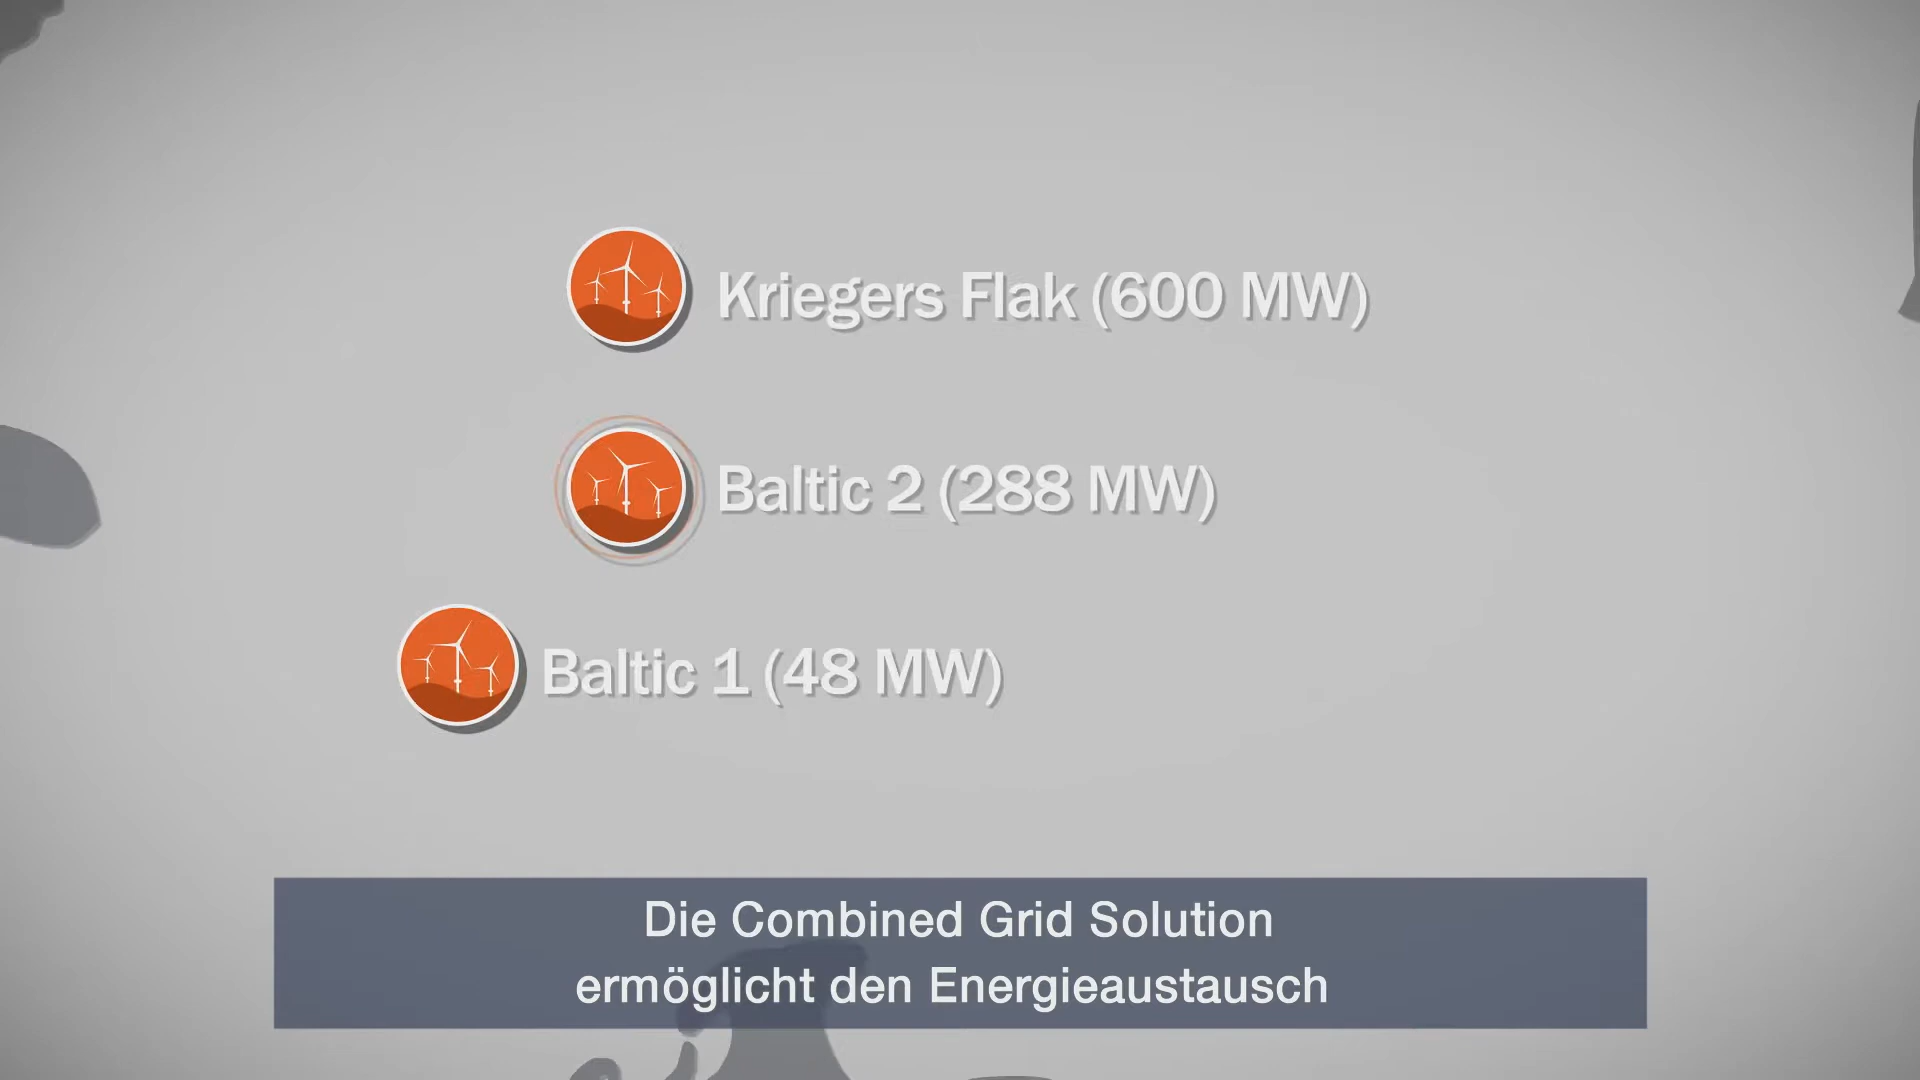 Kriegers Flak (600 MW)
Baltic 2 (288 MW)
Baltic 1 (48 MW)
Die Combined Grid Solution
ermöglicht den Energieaustausch